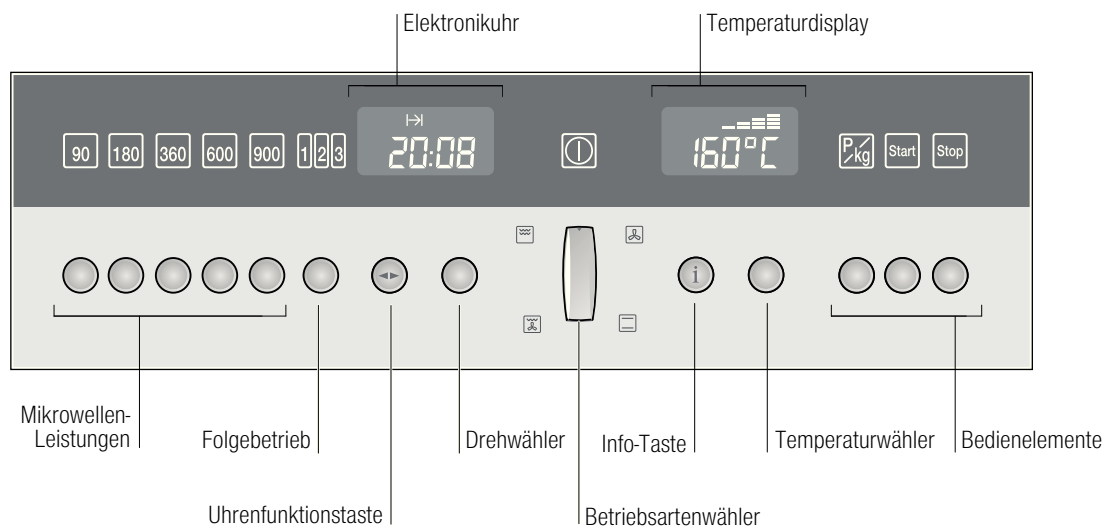 Elektronikuhr
Temperaturdisplay
90 180 360 600 900 1 2 3 20:08 160°C P/kg Start Stop
i
Mikrowellen-
Leistungen
Folgebetrieb
Drehwähler
Info-Taste
Temperaturwähler
Bedienelemente
Uhrenfunktionstaste
Betriebsartenwähler